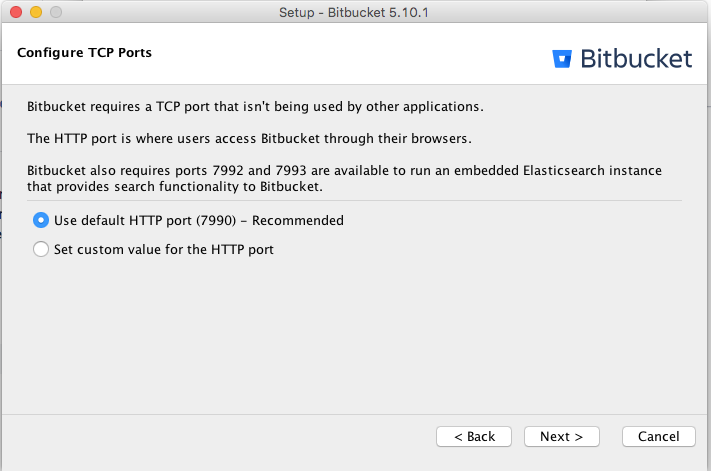 Setup - Bitbucket 5.10.1
Configure TCP Ports
Bitbucket
Bitbucket requires a TCP port that isn't being used by other applications.
The HTTP port is where users access Bitbucket through their browsers.
Bitbucket also requires ports 7992 and 7993 are available to run an embedded Elasticsearch instance
that provides search functionality to Bitbucket.
Use default HTTP port (7990) - Recommended
Set custom value for the HTTP port
< Back
Next >
Cancel